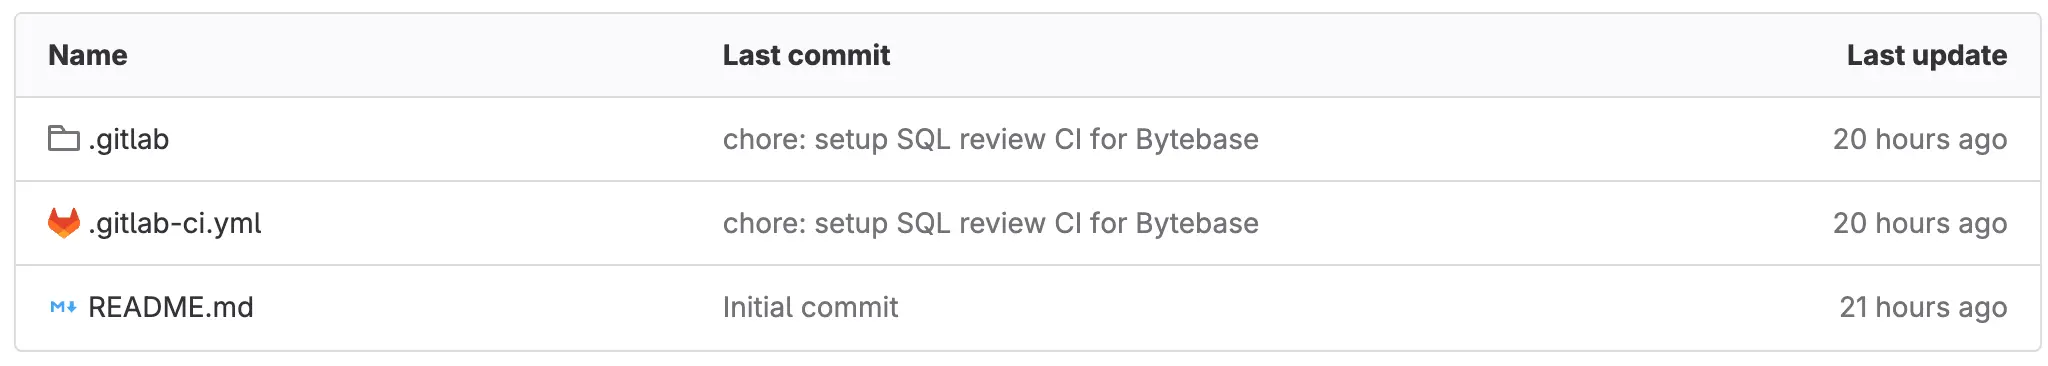 Name Last commit Last update
.gitlab chore: setup SQL review CI for Bytebase 20 hours ago
.gitlab-ci.yml chore: setup SQL review CI for Bytebase 20 hours ago
README.md Initial commit 21 hours ago